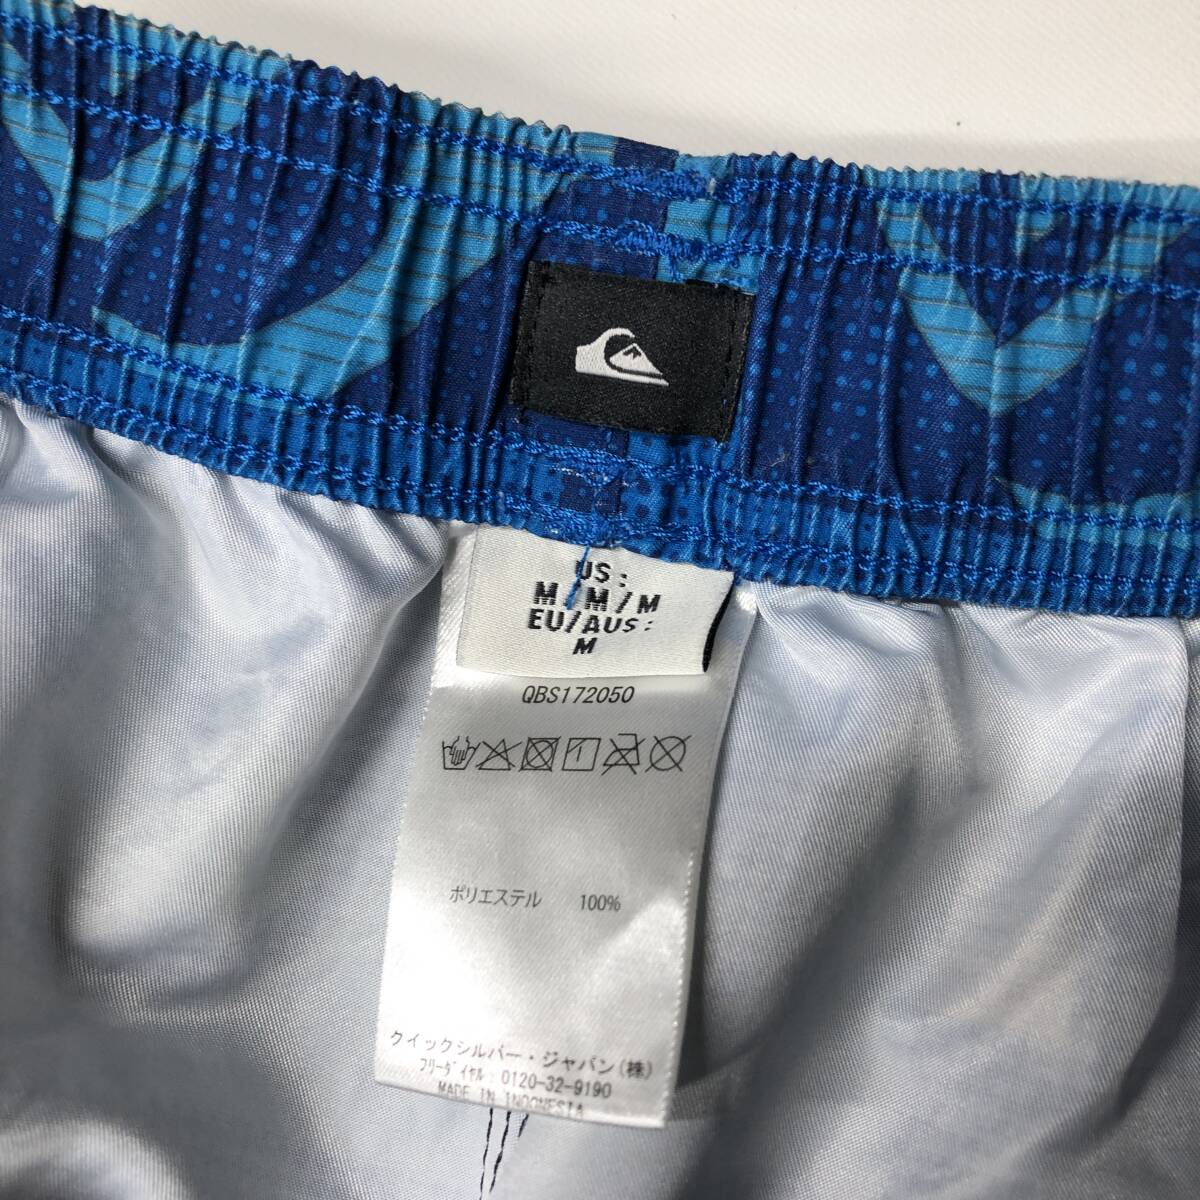 US:
M/M/M
EU/AUS:
M
QBS172050
1
ポリエステル 100%
クイックシルバー・ジャパン(株)
フリーダイヤル:0120-32-9190
MADE IN INDONESIA